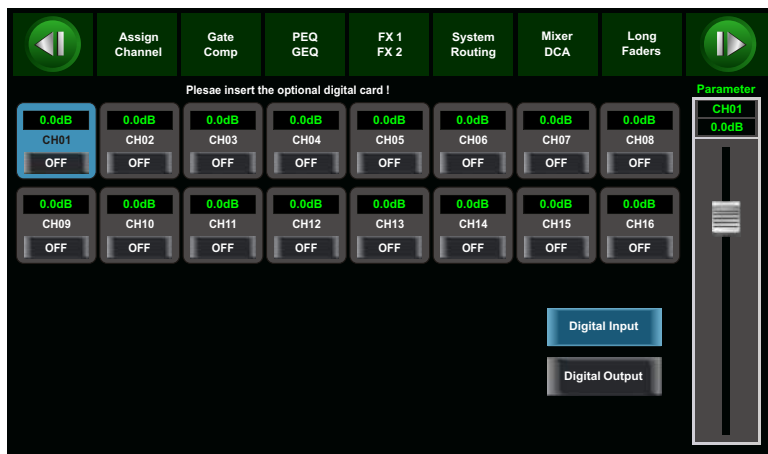 Assign Channel
Gate Comp
PEQ GEQ
FX 1 FX 2
System Routing
Mixer DCA
Long Faders
Plesae insert the optional digital card !
Parameter
CH01
0.0dB
0.0dB 0.0dB 0.0dB 0.0dB 0.0dB 0.0dB 0.0dB 0.0dB
CH01 CH02 CH03 CH04 CH05 CH06 CH07 CH08
OFF OFF OFF OFF OFF OFF OFF OFF
0.0dB 0.0dB 0.0dB 0.0dB 0.0dB 0.0dB 0.0dB 0.0dB
CH09 CH10 CH11 CH12 CH13 CH14 CH15 CH16
OFF OFF OFF OFF OFF OFF OFF OFF
Digital Input
Digital Output